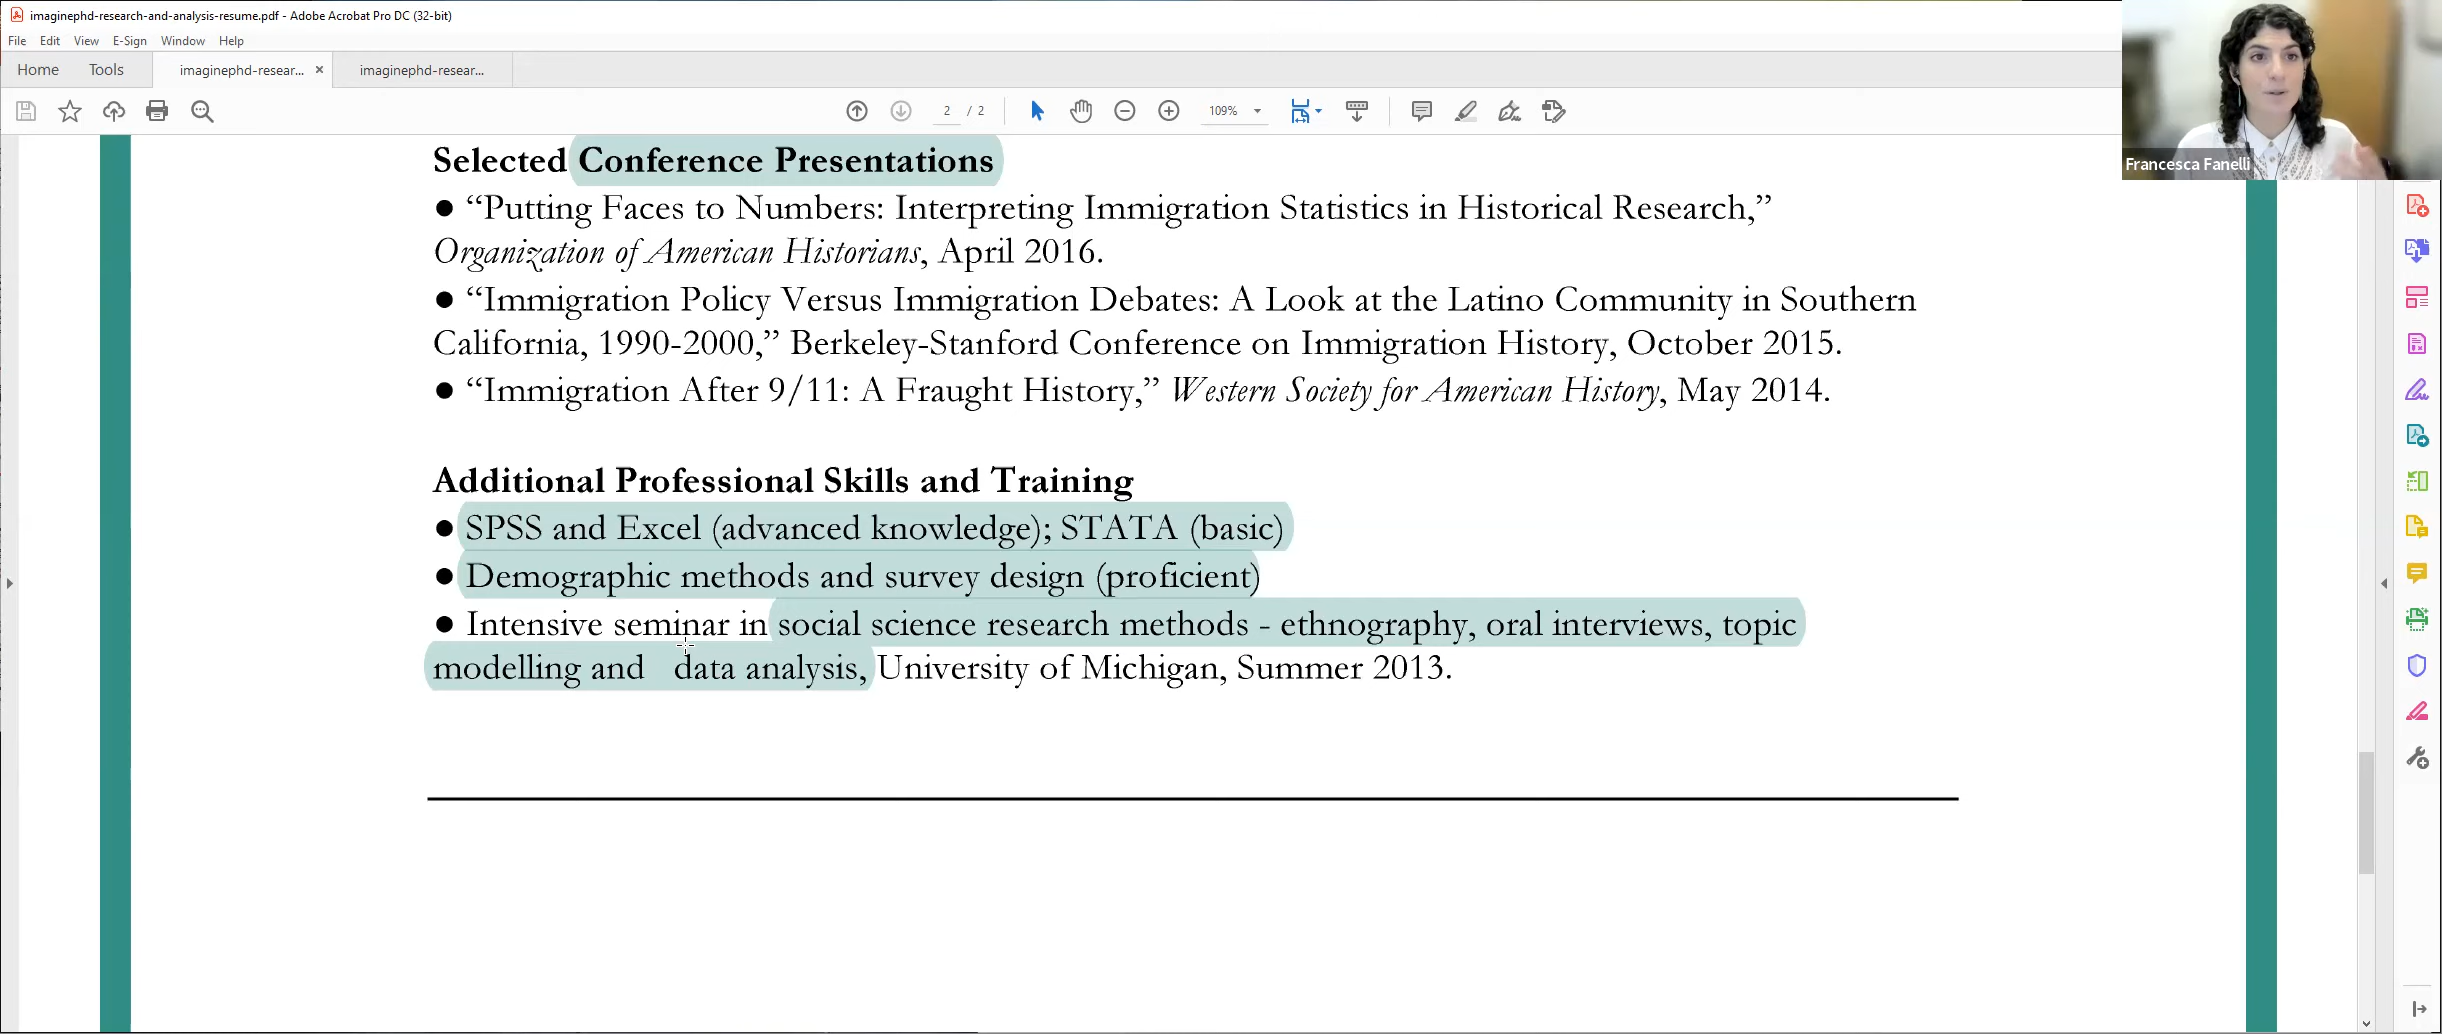 imaginephd-research-and-analysis-resume.pdf - Adobe Acrobat Pro DC (32-bit)
File Edit View E-Sign Window Help
Home Tools imaginephd-resear... × imaginephd-resear...
2 / 2 109%
Francesca Fanelli
Selected Conference Presentations
● “Putting Faces to Numbers: Interpreting Immigration Statistics in Historical Research,”
Organization of American Historians, April 2016.
● “Immigration Policy Versus Immigration Debates: A Look at the Latino Community in Southern
California, 1990-2000,” Berkeley-Stanford Conference on Immigration History, October 2015.
● “Immigration After 9/11: A Fraught History,” Western Society for American History, May 2014.
Additional Professional Skills and Training
● SPSS and Excel (advanced knowledge); STATA (basic)
● Demographic methods and survey design (proficient)
● Intensive seminar in social science research methods - ethnography, oral interviews, topic
modelling and data analysis, University of Michigan, Summer 2013.